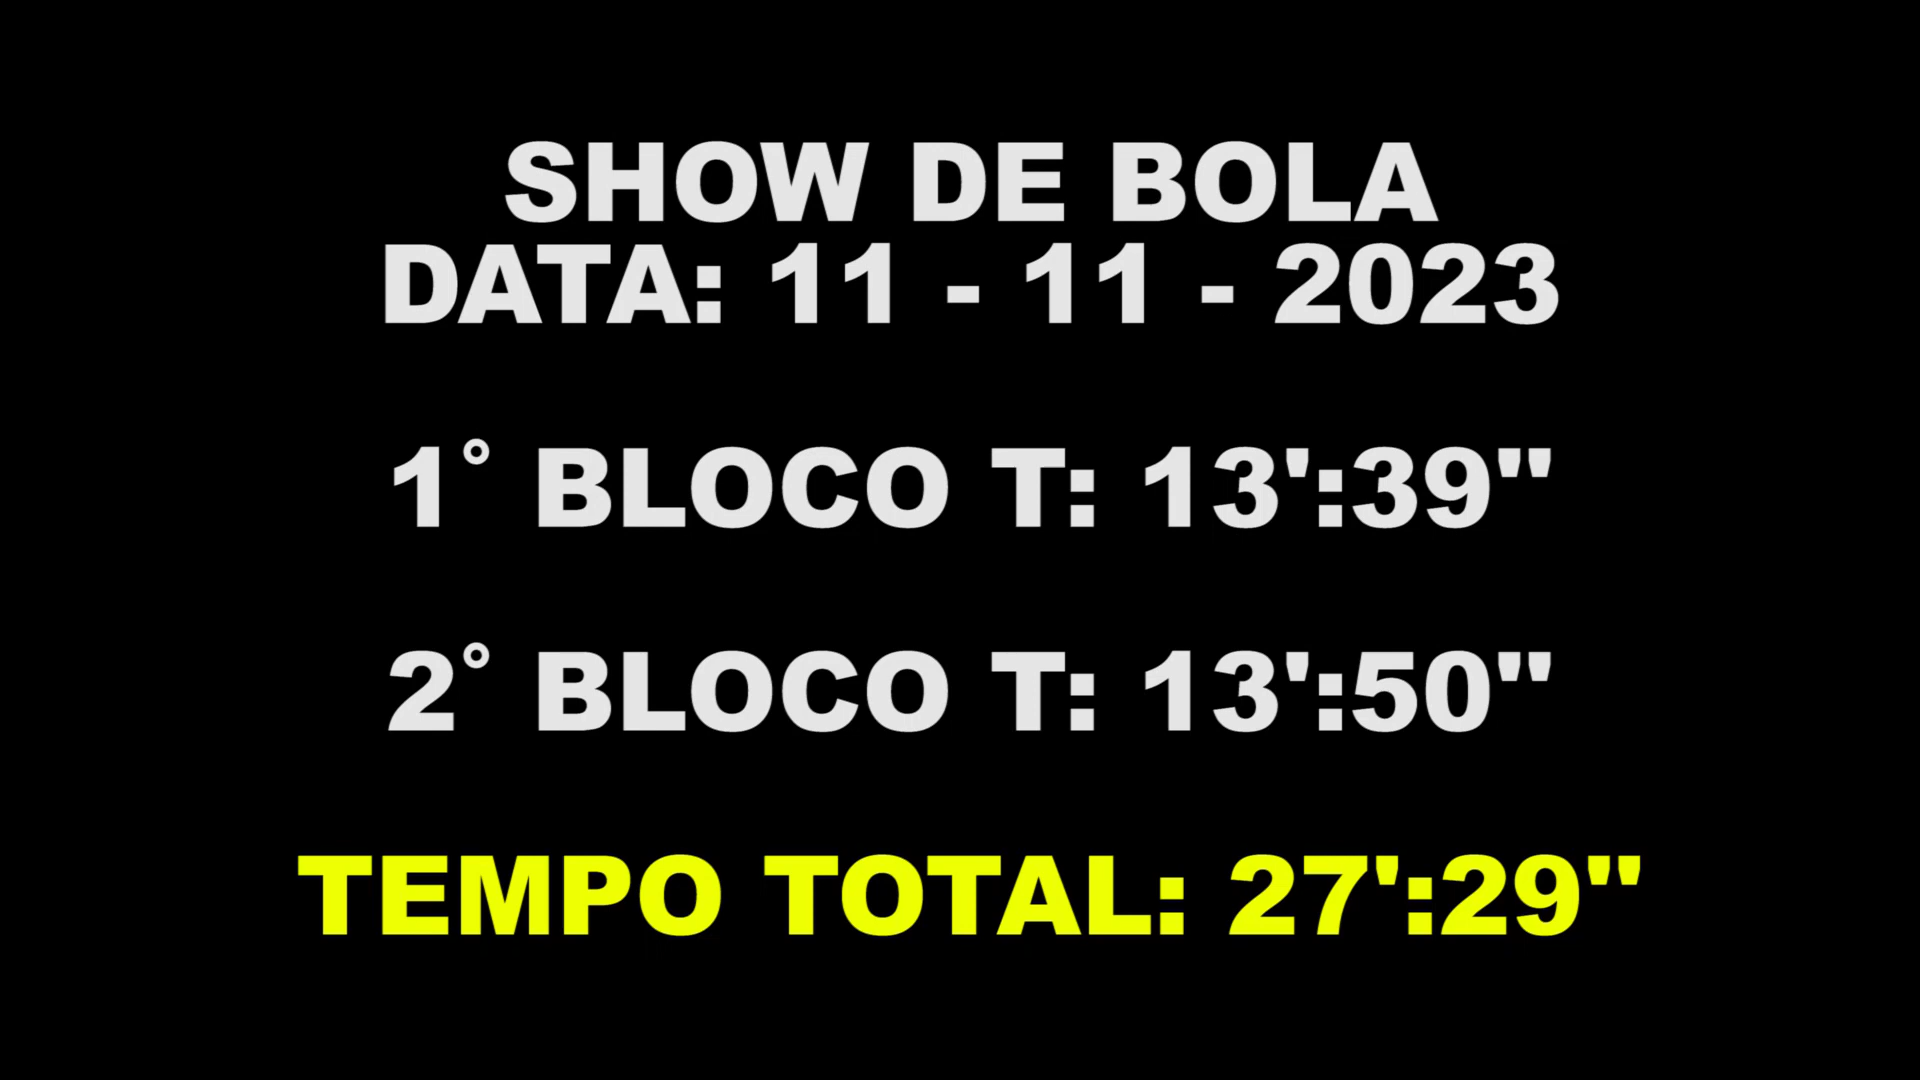 SHOW DE BOLA
DATA: 11 - 11 - 2023
1° BLOCO T: 13':39"
2° BLOCO T: 13':50"
TEMPO TOTAL: 27':29"